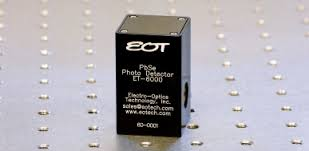 EOT
PbSe
Photo Detector
ET-6000
Electro-Optics
Technology, Inc.
sales@eotech.com
www.eotech.com
60-0001